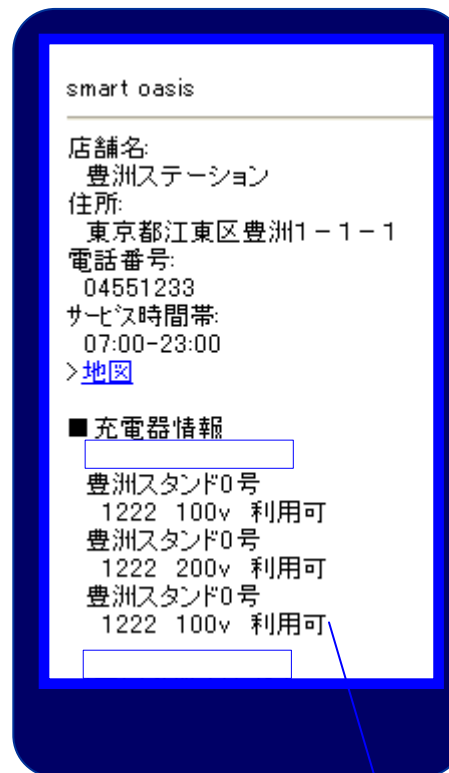 smart oasis
店舗名:
豊洲ステーション
住所:
東京都江東区豊洲1-1-1
電話番号:
04551233
サービス時間帯:
07:00-23:00
>地図
■充電器情報
豊洲スタンド0号
1222 100v 利用可
豊洲スタンド0号
1222 200v 利用可
豊洲スタンド0号
1222 100v 利用可